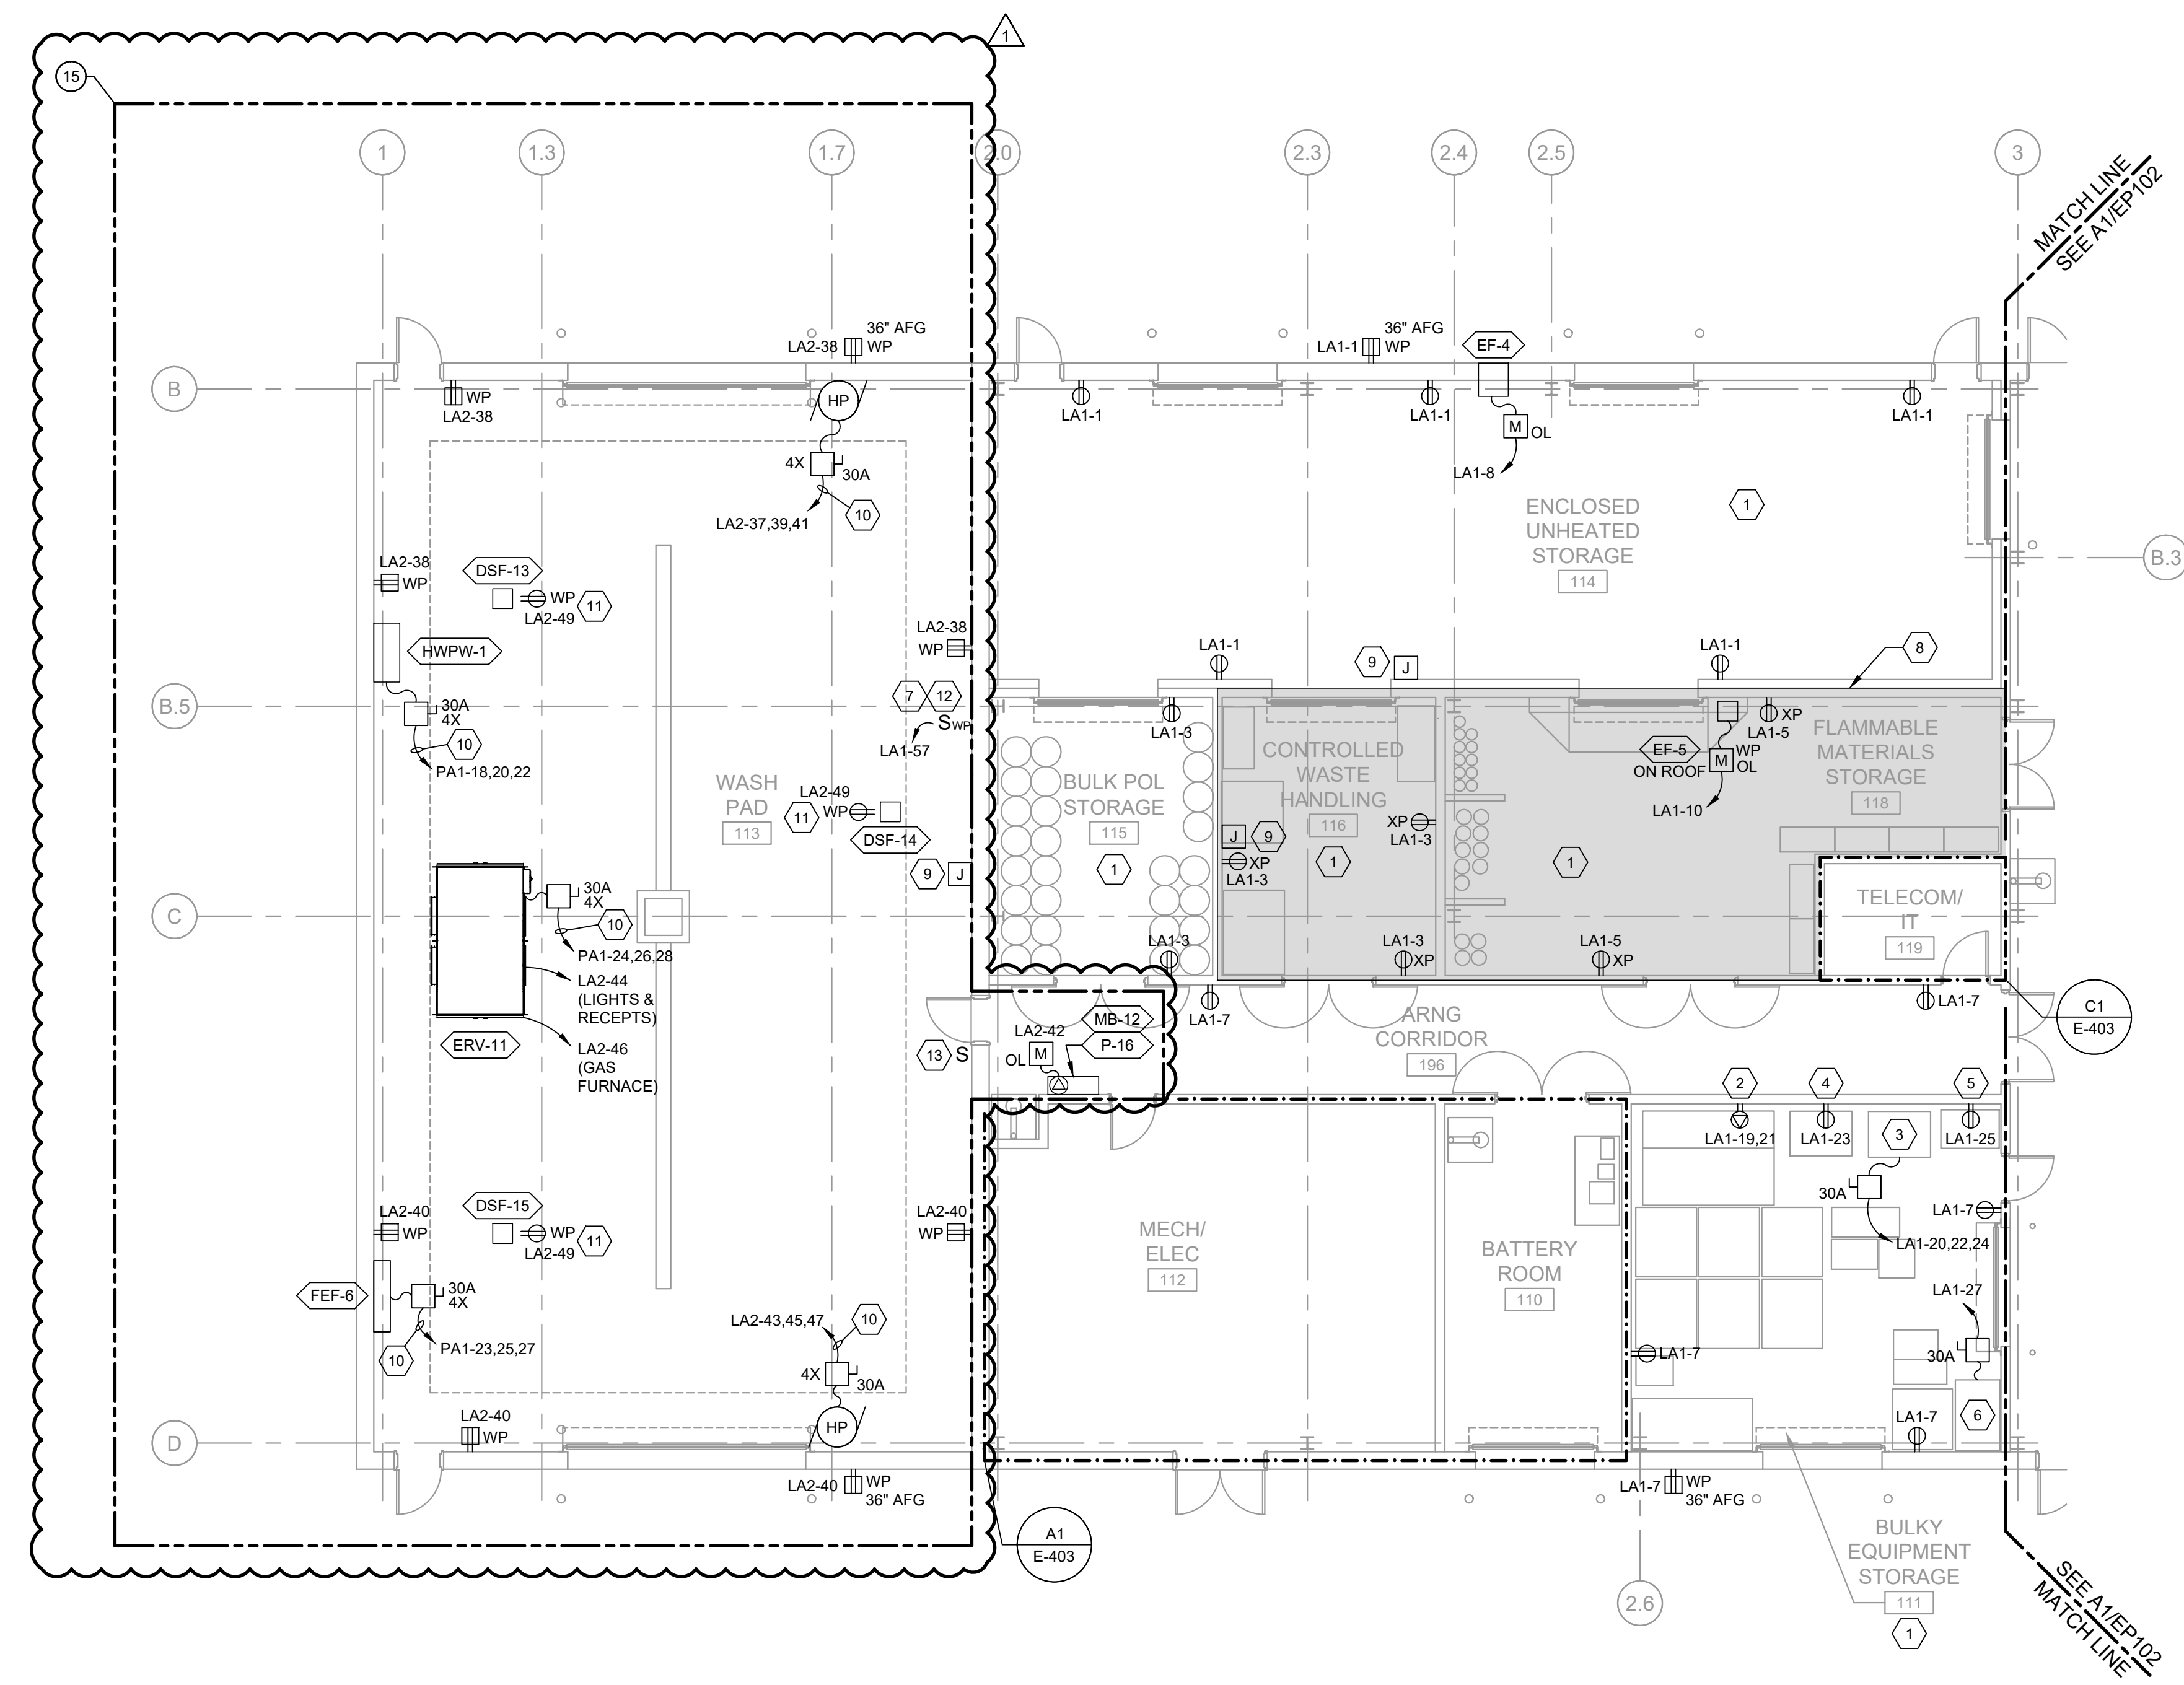 1
15
1
1.3
1.7
2.0
2.3
2.4
2.5
3
MATCH LINE
SEE A1/EP102
36" AFG
LA2-38
WP
36" AFG
LA1-1
WP
EF-4
B
WP
LA2-38
HP
LA1-1
LA1-1
M
OL
LA1-1
4X
30A
LA1-8
10
LA2-37,39,41
ENCLOSED
UNHEATED
STORAGE
114
1
B.3
LA2-38
WP
DSF-13
WP
LA2-49
11
HWPW-1
LA2-38
WP
LA1-1
9
J
LA1-1
8
B.5
30A
4X
10
PA1-18,20,22
7
12
SWP
LA1-57
LA1-3
XP
LA1-5
EF-5
ON ROOF
WP
M
OL
LA1-10
FLAMMABLE
MATERIALS
STORAGE
118
CONTROLLED
WASTE
HANDLING
116
1
WASH
PAD
113
LA2-49
11
WP
DSF-14
BULK POL
STORAGE
115
1
J
9
XP
LA1-3
XP
LA1-3
1
9
J
C
30A
4X
10
PA1-24,26,28
LA2-44
(LIGHTS &
RECEPTS)
LA2-46
(GAS
FURNACE)
ERV-11
TELECOM/
IT
119
LA1-3
LA1-3
XP
LA1-5
XP
LA1-7
LA1-7
C1
E-403
MB-12
P-16
LA2-42
OL
M
13
S
ARNG
CORRIDOR
196
2
4
5
LA1-19,21
LA1-23
3
LA1-25
30A
LA1-7
LA1-20,22,24
LA2-40
WP
DSF-15
WP
LA2-49
11
LA2-40
WP
MECH/
ELEC
112
BATTERY
ROOM
110
FEF-6
30A
4X
10
PA1-23,25,27
LA2-43,45,47
10
4X
30A
HP
LA1-27
30A
LA1-7
6
LA1-7
D
LA2-40
WP
LA2-40
WP
36" AFG
LA1-7
WP
36" AFG
A1
E-403
2.6
BULKY
EQUIPMENT
STORAGE
111
1
SEE A1/EP102
MATCH LINE